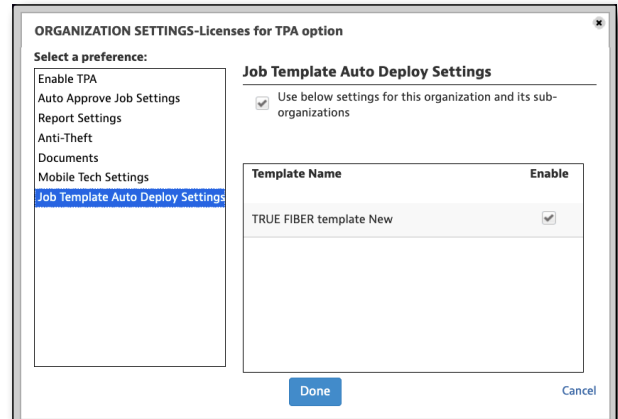 ORGANIZATION SETTINGS-Licenses for TPA option
Select a preference:
Enable TPA
Auto Approve Job Settings
Report Settings
Anti-Theft
Documents
Mobile Tech Settings
Job Template Auto Deploy Settings
Job Template Auto Deploy Settings
Use below settings for this organization and its sub-
organizations
Template Name Enable
TRUE FIBER template New
Done
Cancel